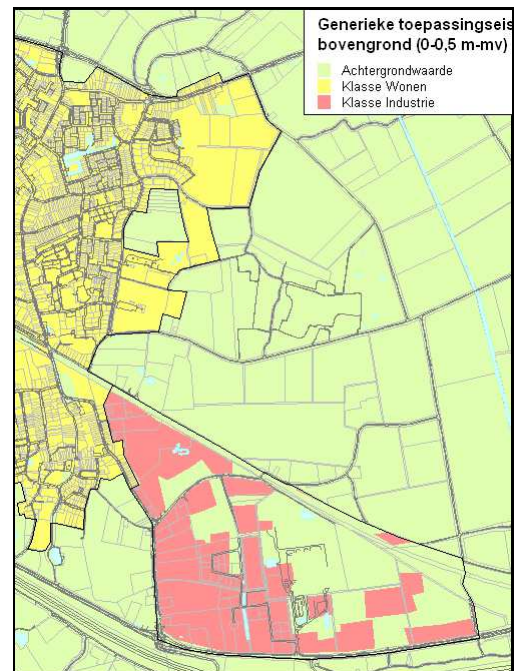 Generieke toepassingseis
bovengrond (0-0,5 m-mv)
Achtergrondwaarde
Klasse Wonen
Klasse Industrie